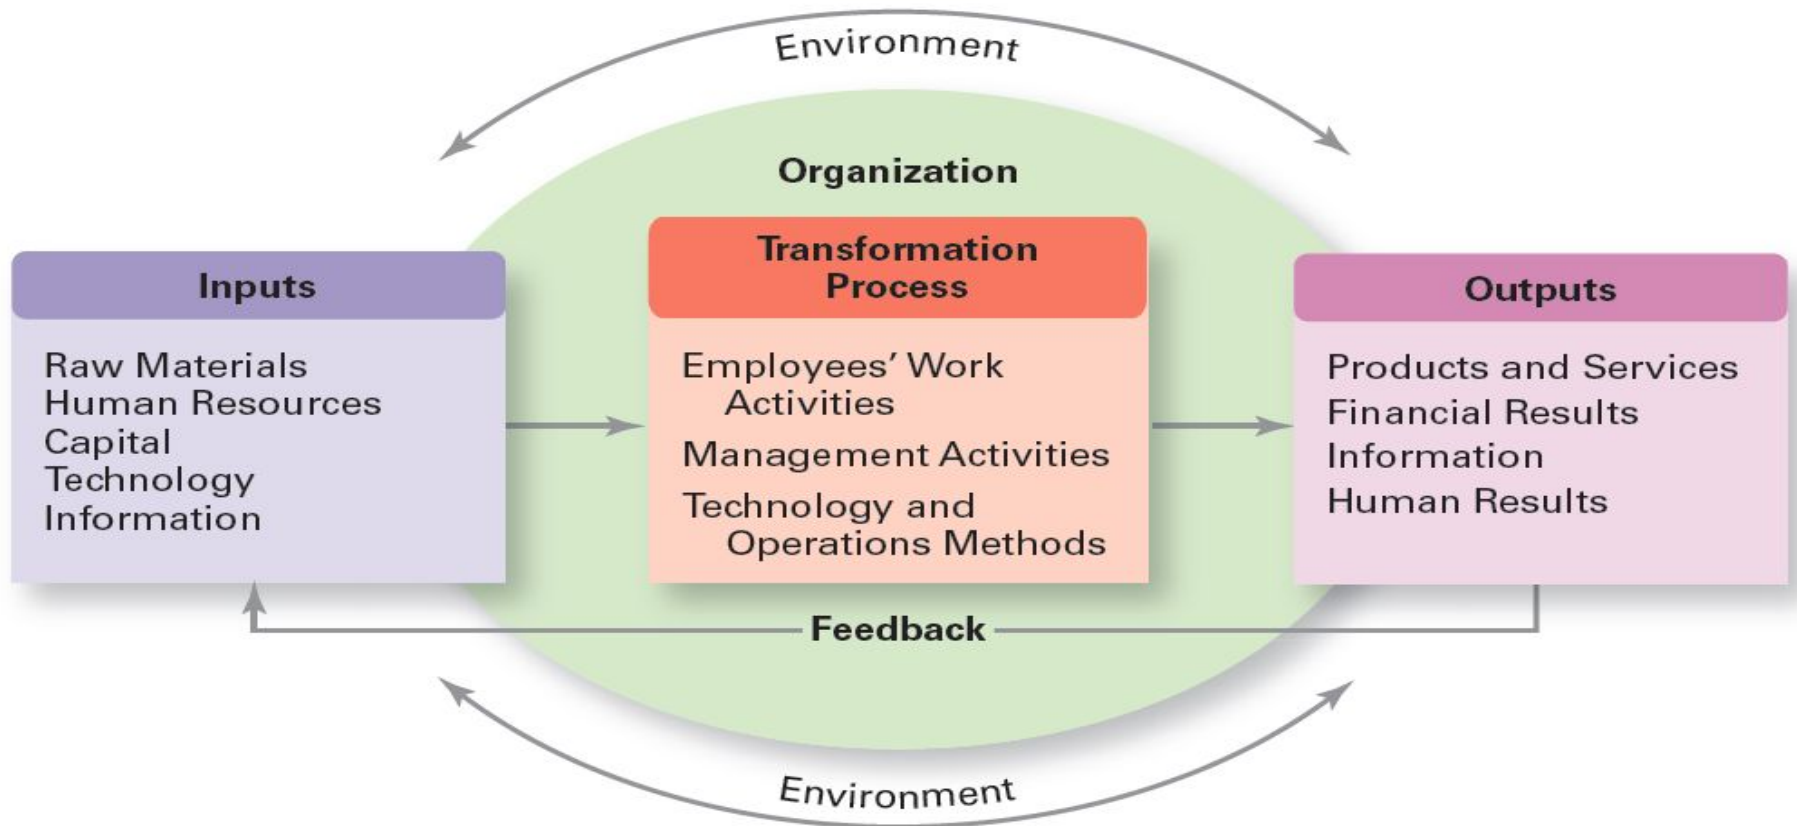 Environment
Organization
Inputs
Raw Materials
Human Resources
Capital
Technology
Information
Transformation
Process
Employees’ Work
Activities
Management Activities
Technology and
Operations Methods
Outputs
Products and Services
Financial Results
Information
Human Results
Feedback
Environment